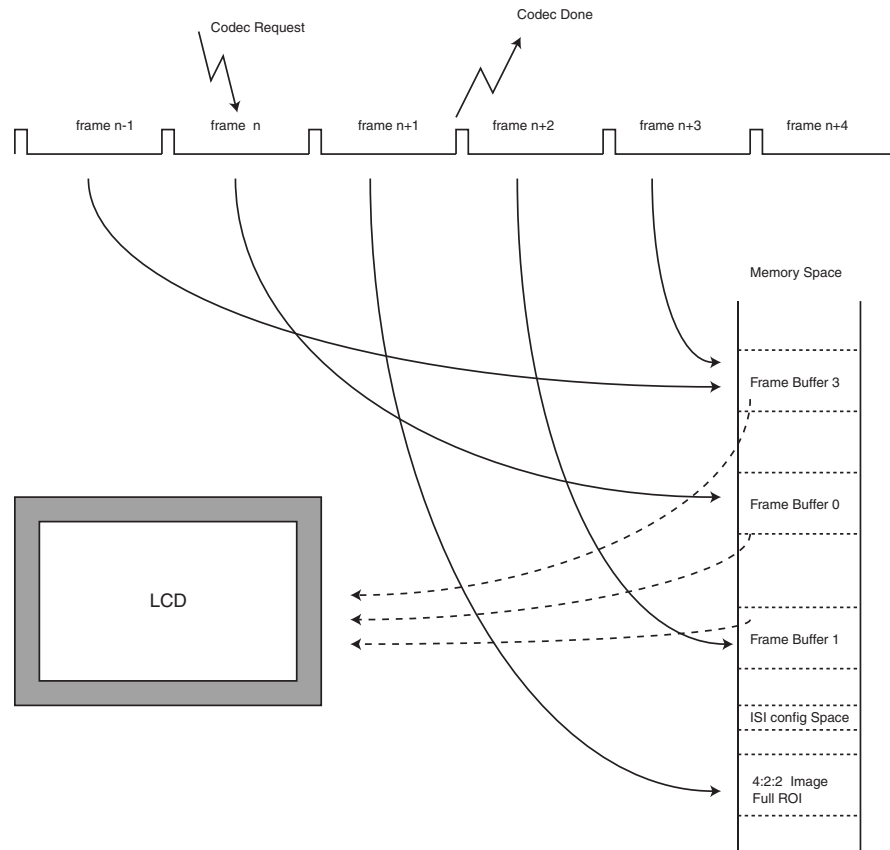 Codec Request
Codec Done
frame n-1
frame n
frame n+1
frame n+2
frame n+3
frame n+4
Memory Space
Frame Buffer 3
Frame Buffer 0
LCD
Frame Buffer 1
ISI config Space
4:2:2 Image
Full ROI